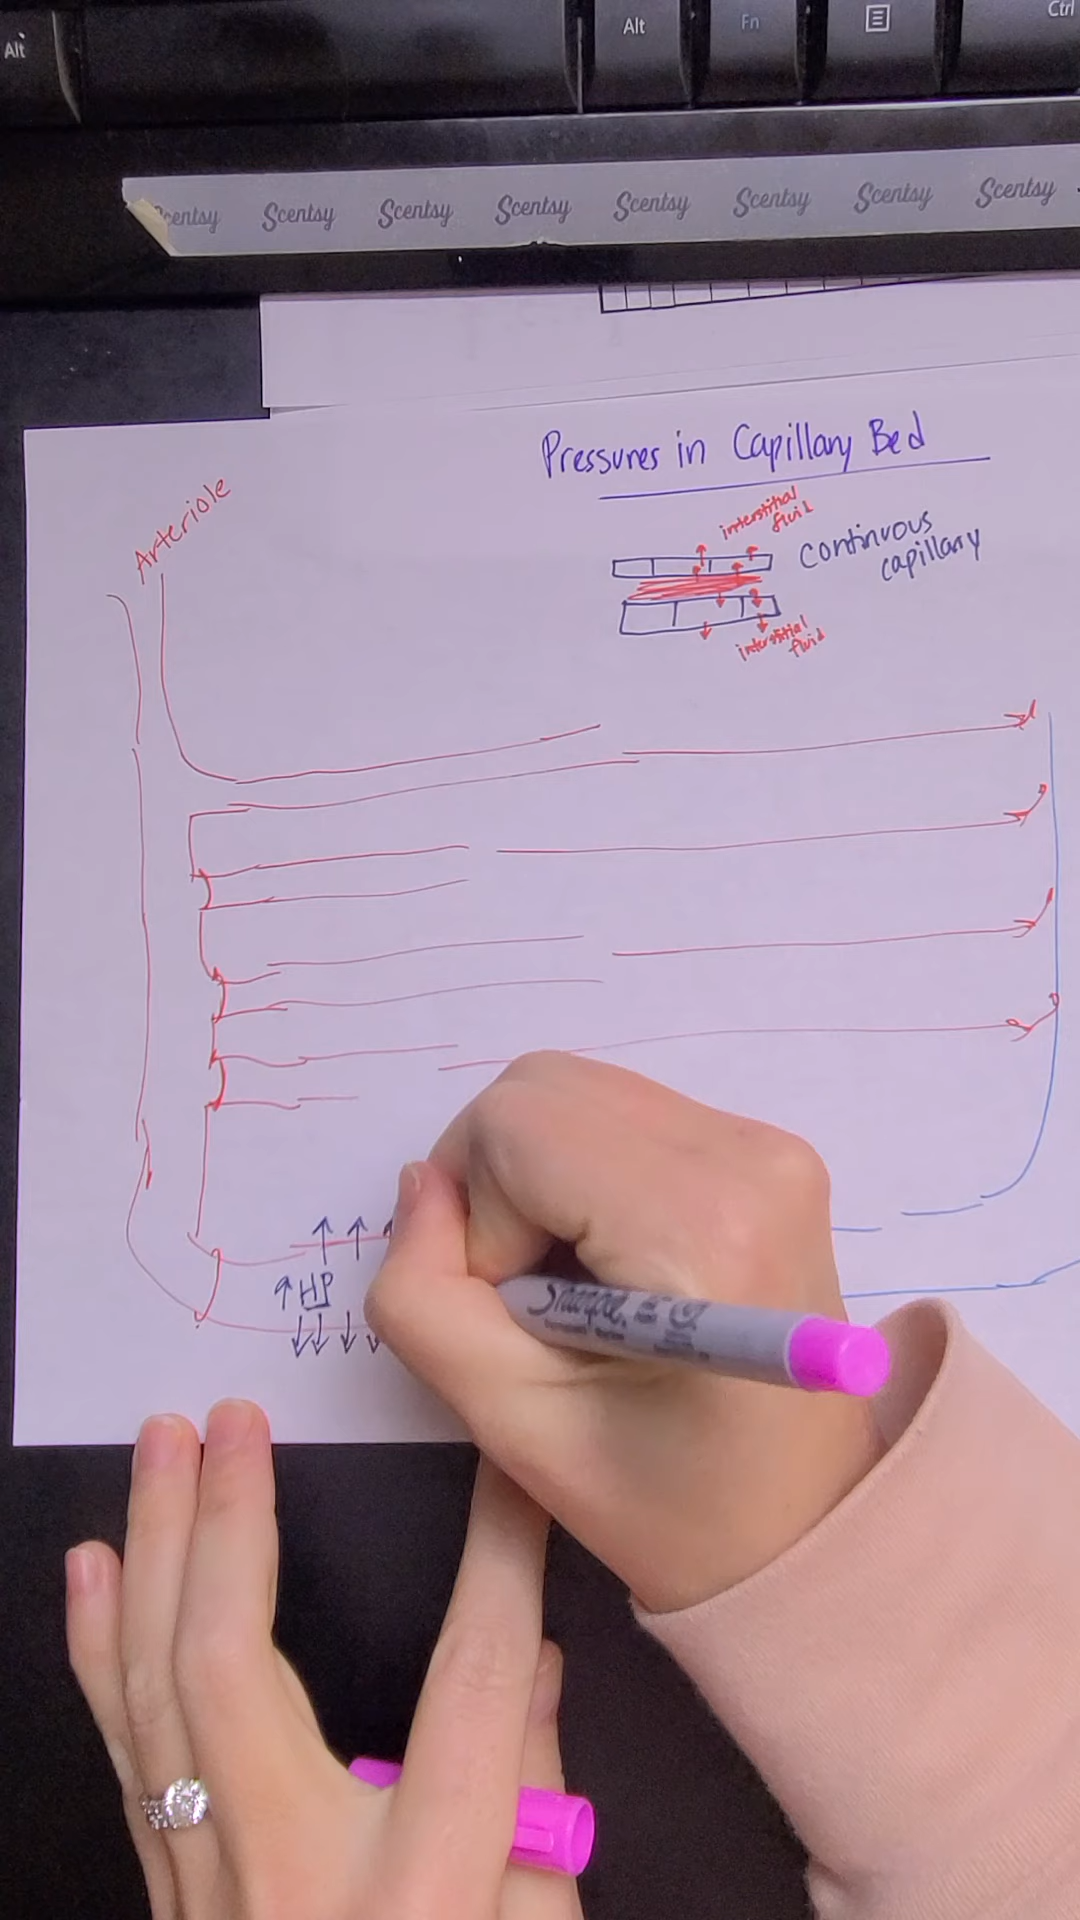 Alt
Alt
Fn
Ctrl
Scentsy Scentsy Scentsy Scentsy Scentsy Scentsy Scentsy Scentsy
Pressures in Capillary Bed
Arteriole
interstitial
fluid
continuous
capillary
interstitial
fluid
↑HP
Sharpie